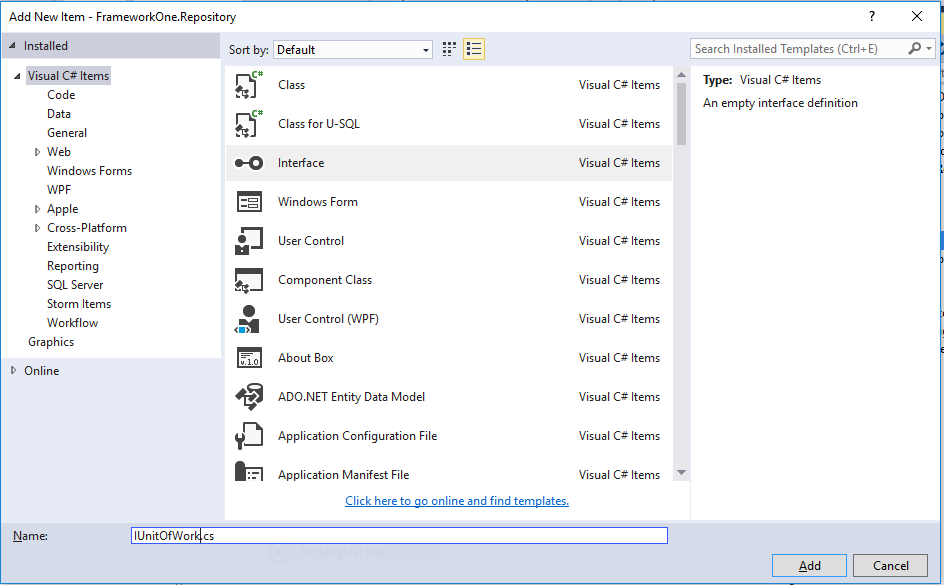 Add New Item - FrameworkOne.Repository
?
Installed
Sort by: Default
Search Installed Templates (Ctrl+E)
Visual C# Items
Code
Data
General
Web
Windows Forms
WPF
Apple
Cross-Platform
Extensibility
Reporting
SQL Server
Storm Items
Workflow
Graphics
Online
C# Class Visual C# Items
C# Class for U-SQL Visual C# Items
Interface Visual C# Items
Windows Form Visual C# Items
User Control Visual C# Items
Component Class Visual C# Items
User Control (WPF) Visual C# Items
v.1.0 About Box Visual C# Items
ADO.NET Entity Data Model Visual C# Items
Application Configuration File Visual C# Items
Application Manifest File Visual C# Items
Click here to go online and find templates.
Type: Visual C# Items
An empty interface definition
Name: IUnitOfWork.cs
Rectangular Snip
Add Cancel